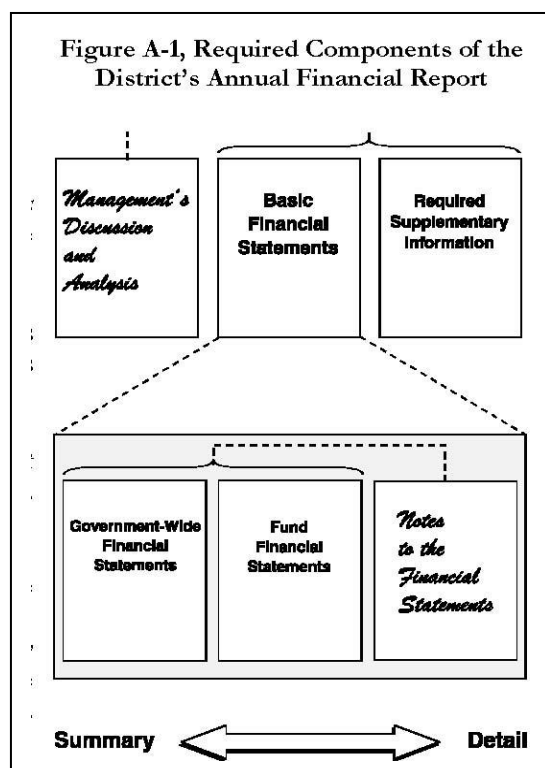 Figure A-1, Required Components of the
District's Annual Financial Report
Management's
Discussion
and
Analysis
Basic
Financial
Statements
Required
Supplementary
Information
Government-Wide
Financial
Statements
Fund
Financial
Statements
Notes
to the
Financial
Statements
Summary
Detail